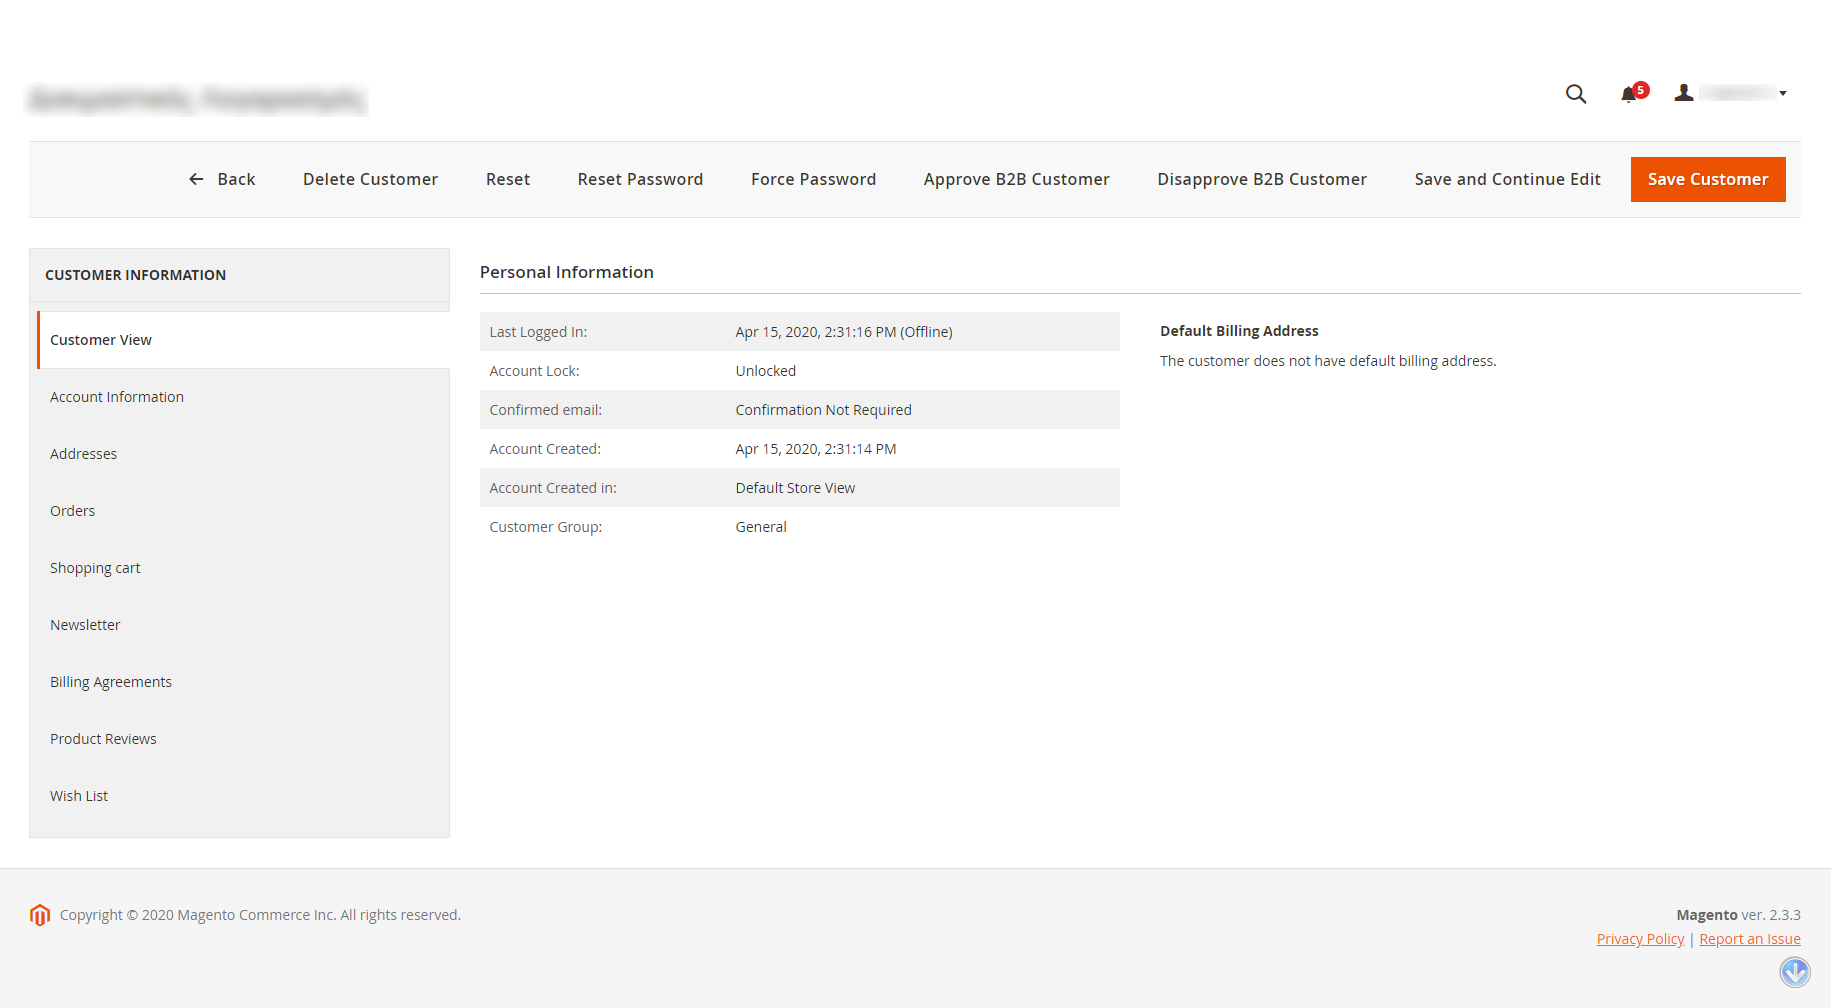 5
Back
Delete Customer
Reset
Reset Password
Force Password
Approve B2B Customer
Disapprove B2B Customer
Save and Continue Edit
Save Customer
CUSTOMER INFORMATION
Customer View
Account Information
Addresses
Orders
Shopping cart
Newsletter
Billing Agreements
Product Reviews
Wish List
Personal Information
Last Logged In: Apr 15, 2020, 2:31:16 PM (Offline)
Account Lock: Unlocked
Confirmed email: Confirmation Not Required
Account Created: Apr 15, 2020, 2:31:14 PM
Account Created in: Default Store View
Customer Group: General
Default Billing Address
The customer does not have default billing address.
Copyright © 2020 Magento Commerce Inc. All rights reserved.
Magento ver. 2.3.3
Privacy Policy | Report an Issue